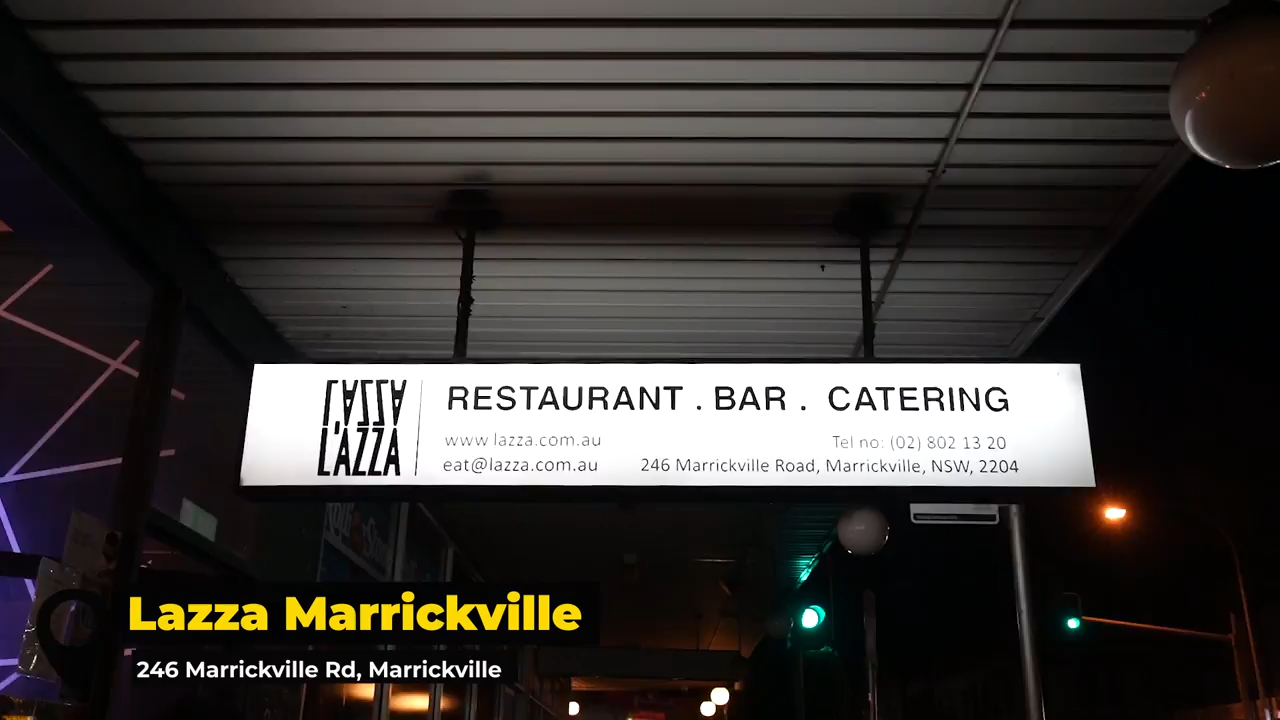 L'AZZA
L'AZZA
RESTAURANT . BAR . CATERING
www.lazza.com.au
Tel no: (02) 802 13 20
eat@lazza.com.au
246 Marrickville Road, Marrickville, NSW, 2204
Lazza Marrickville
246 Marrickville Rd, Marrickville